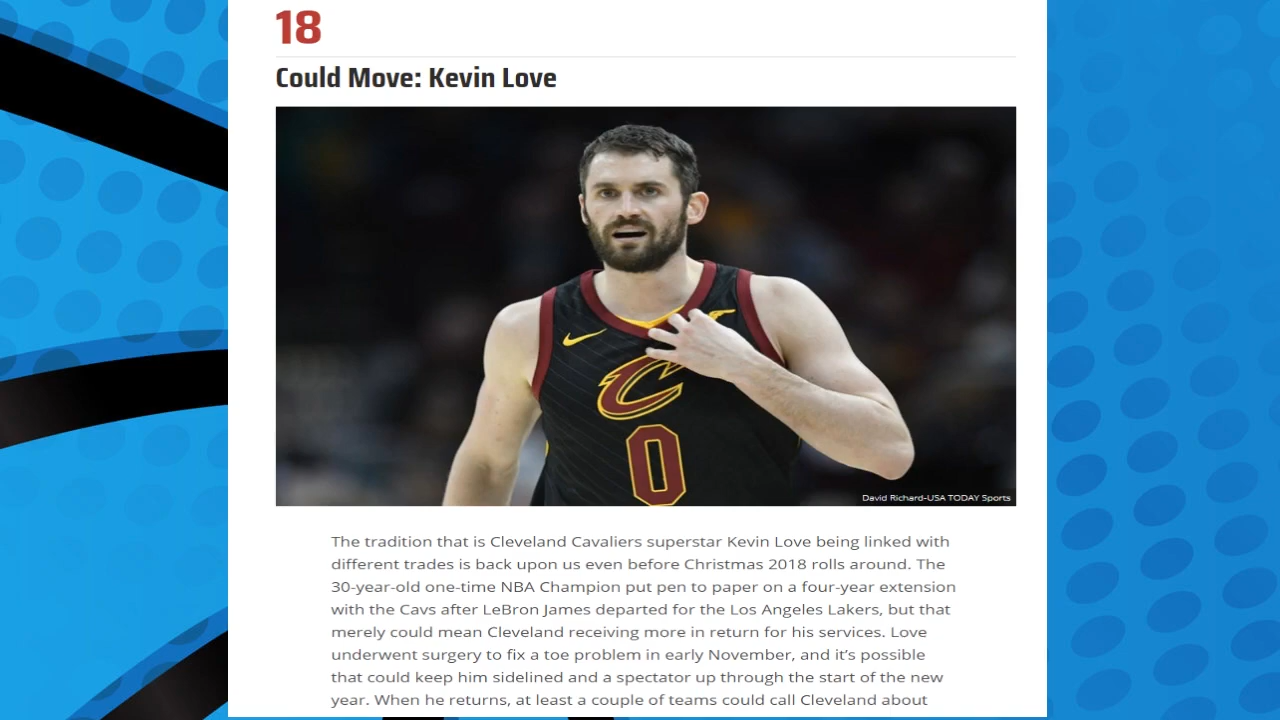 18
Could Move: Kevin Love
C
0
David Richard-USA TODAY Sports
The tradition that is Cleveland Cavaliers superstar Kevin Love being linked with
different trades is back upon us even before Christmas 2018 rolls around. The
30-year-old one-time NBA Champion put pen to paper on a four-year extension
with the Cavs after LeBron James departed for the Los Angeles Lakers, but that
merely could mean Cleveland receiving more in return for his services. Love
underwent surgery to fix a toe problem in early November, and it’s possible
that could keep him sidelined and a spectator up through the start of the new
year. When he returns, at least a couple of teams could call Cleveland about